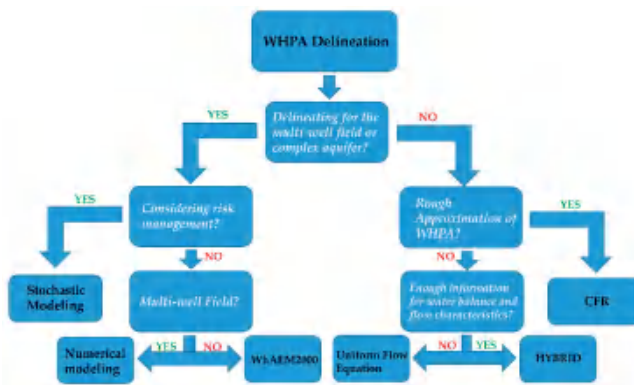 WHPA Delineation
Delineating for the
multi-well field or
complex aquifer?
YES
NO
Considering risk
management?
Rough
Approximation of
WHPA?
YES
NO
YES
NO
Stochastic
Modeling
Multi-well Field?
Enough information
for water balance and
flow characteristics?
CFR
Numerical
modeling
YES
NO
WhAEM2000
Uniform Flow
Equation
NO
YES
HYBRID